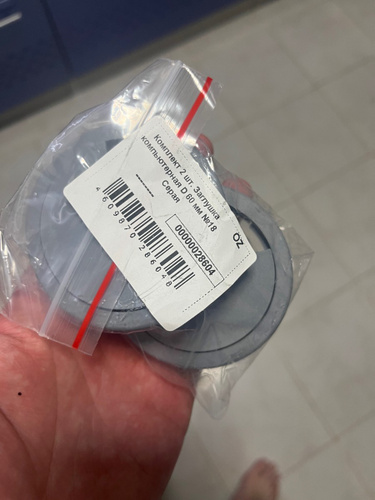 Комплект 2 шт. Заглушка
компьютерная D 60 мм №18
Серая
00000028604
4 609870 286048
OZ